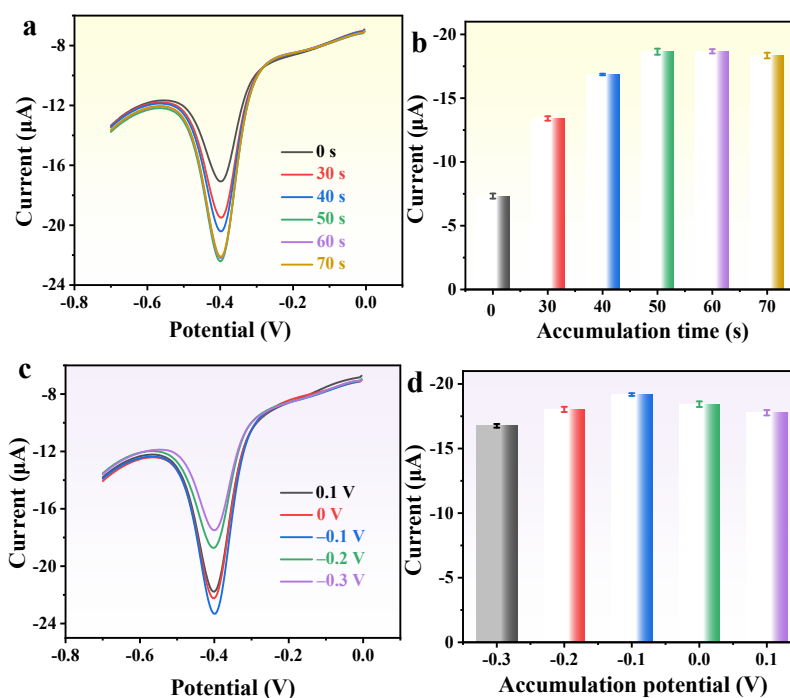 a
-8
-12
-16
-20
-24
Current (µA)
0 s
30 s
40 s
50 s
60 s
70 s
-0.8
-0.6
-0.4
-0.2
0.0
Potential (V)
b
-20
-15
-10
-5
0
Current (µA)
0
30
40
50
60
70
Accumulation time (s)
c
-8
-12
-16
-20
-24
Current (µA)
0.1 V
0 V
–0.1 V
–0.2 V
–0.3 V
-0.8
-0.6
-0.4
-0.2
0.0
Potential (V)
d
-20
-15
-10
-5
0
Current (µA)
-0.3
-0.2
-0.1
0.0
0.1
Accumulation potential (V)